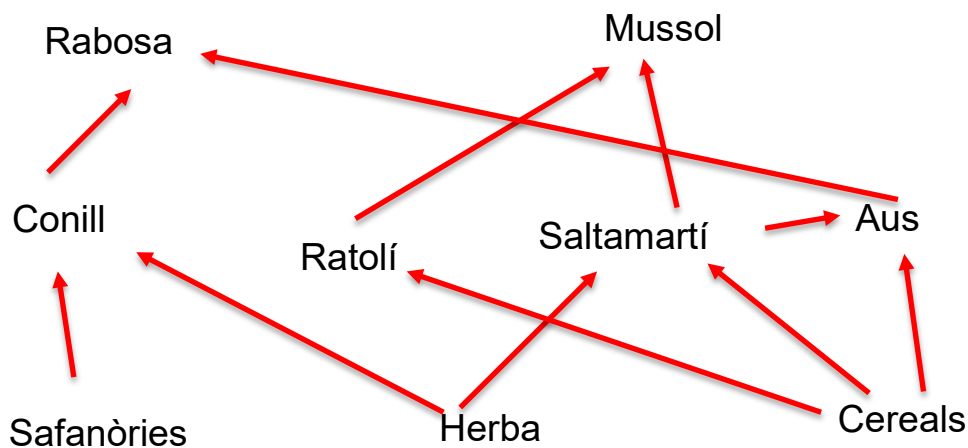 Rabosa
Mussol
Conill
Ratolí
Saltamartí
Aus
Safanòries
Herba
Cereals